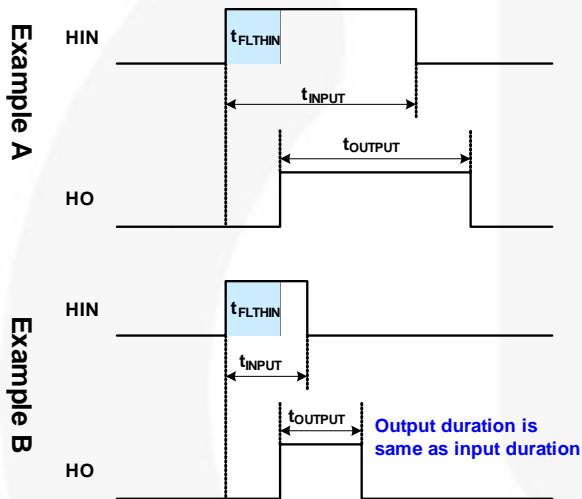 Example A
HIN
tFLTHIN
tINPUT
tOUTPUT
HO
Example B
HIN
tFLTHIN
tINPUT
tOUTPUT
Output duration is
same as input duration
HO